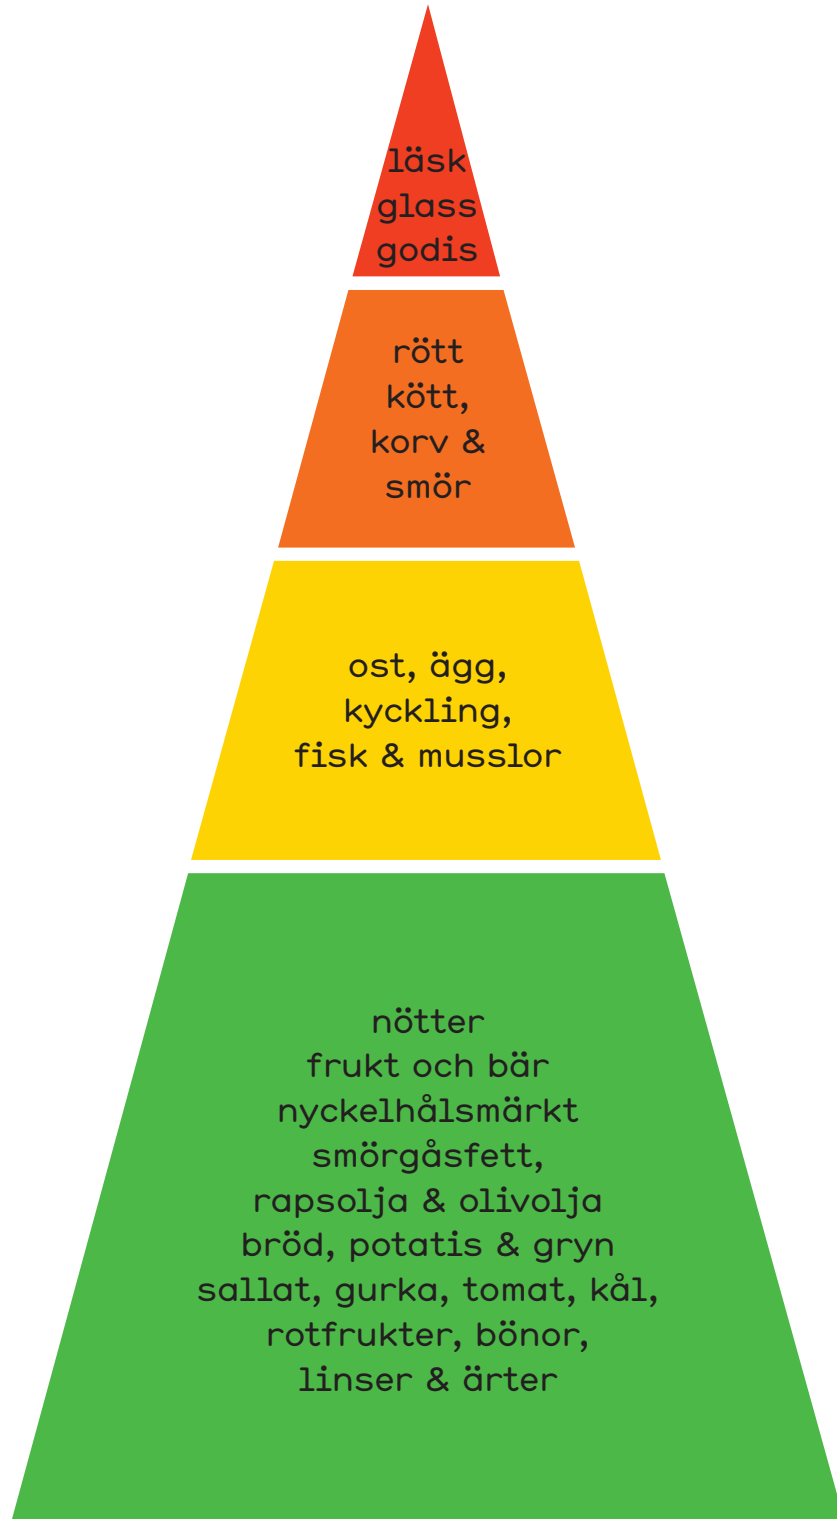 läsk
glass
godis
rött
kött,
korv &
smör
ost, ägg,
kyckling,
fisk & musslor
nötter
frukt och bär
nyckelhålsmärkt
smörgåsfett,
rapsolja & olivolja
bröd, potatis & gryn
sallat, gurka, tomat, kål,
rotfrukter, bönor,
linser & ärter